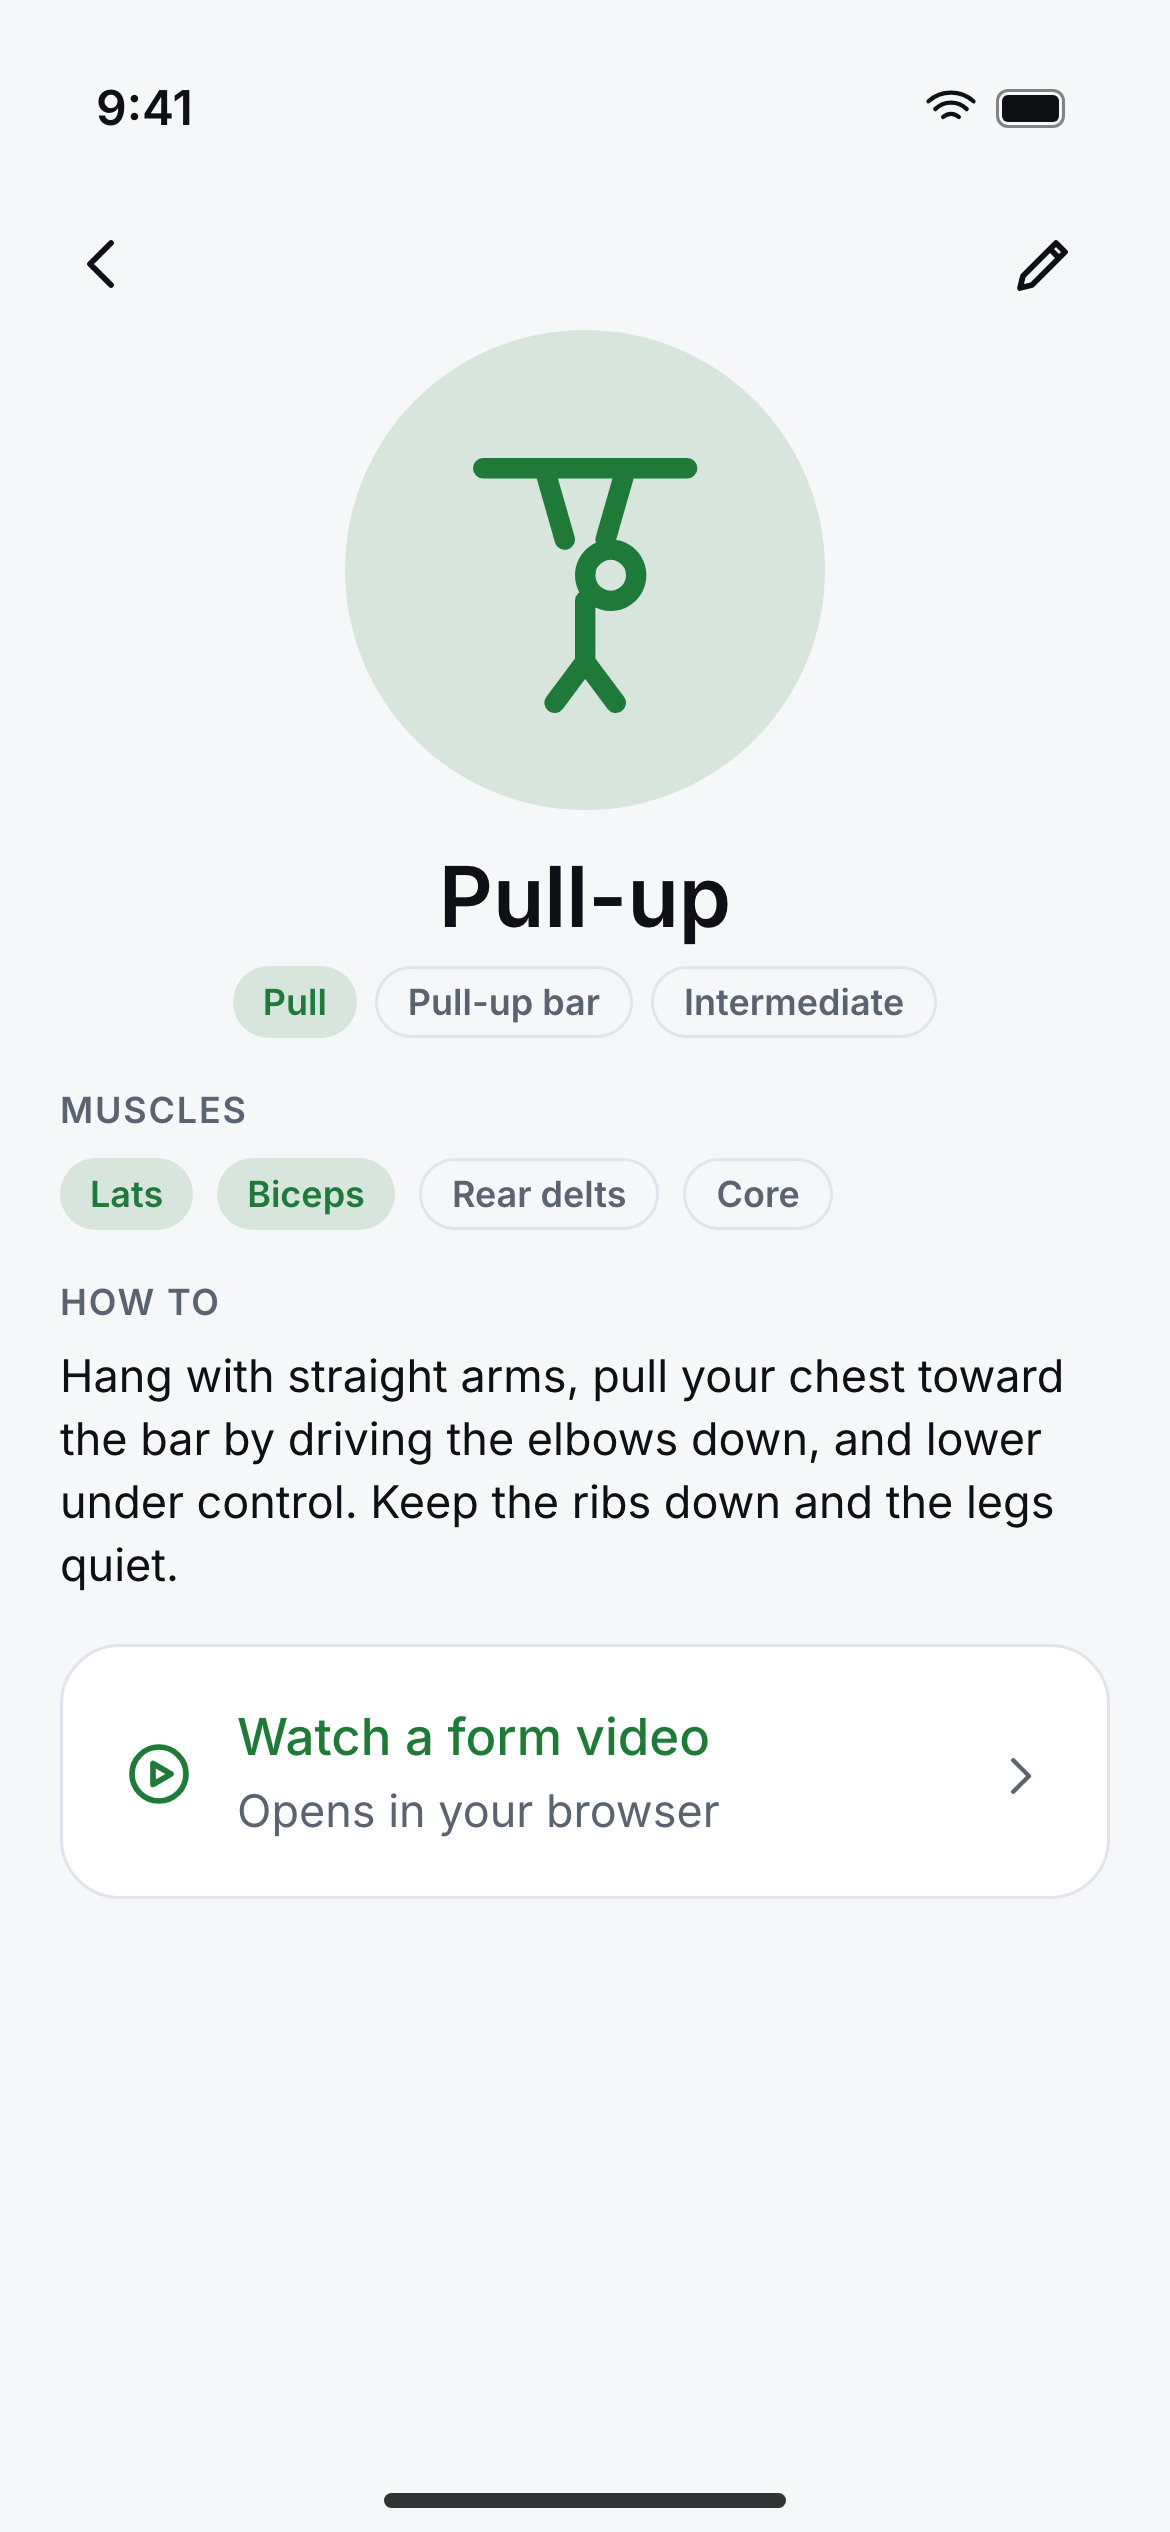 9:41
Pull-up
Pull Pull-up bar Intermediate
MUSCLES
Lats Biceps Rear delts Core
HOW TO
Hang with straight arms, pull your chest toward
the bar by driving the elbows down, and lower
under control. Keep the ribs down and the legs
quiet.
Watch a form video
Opens in your browser